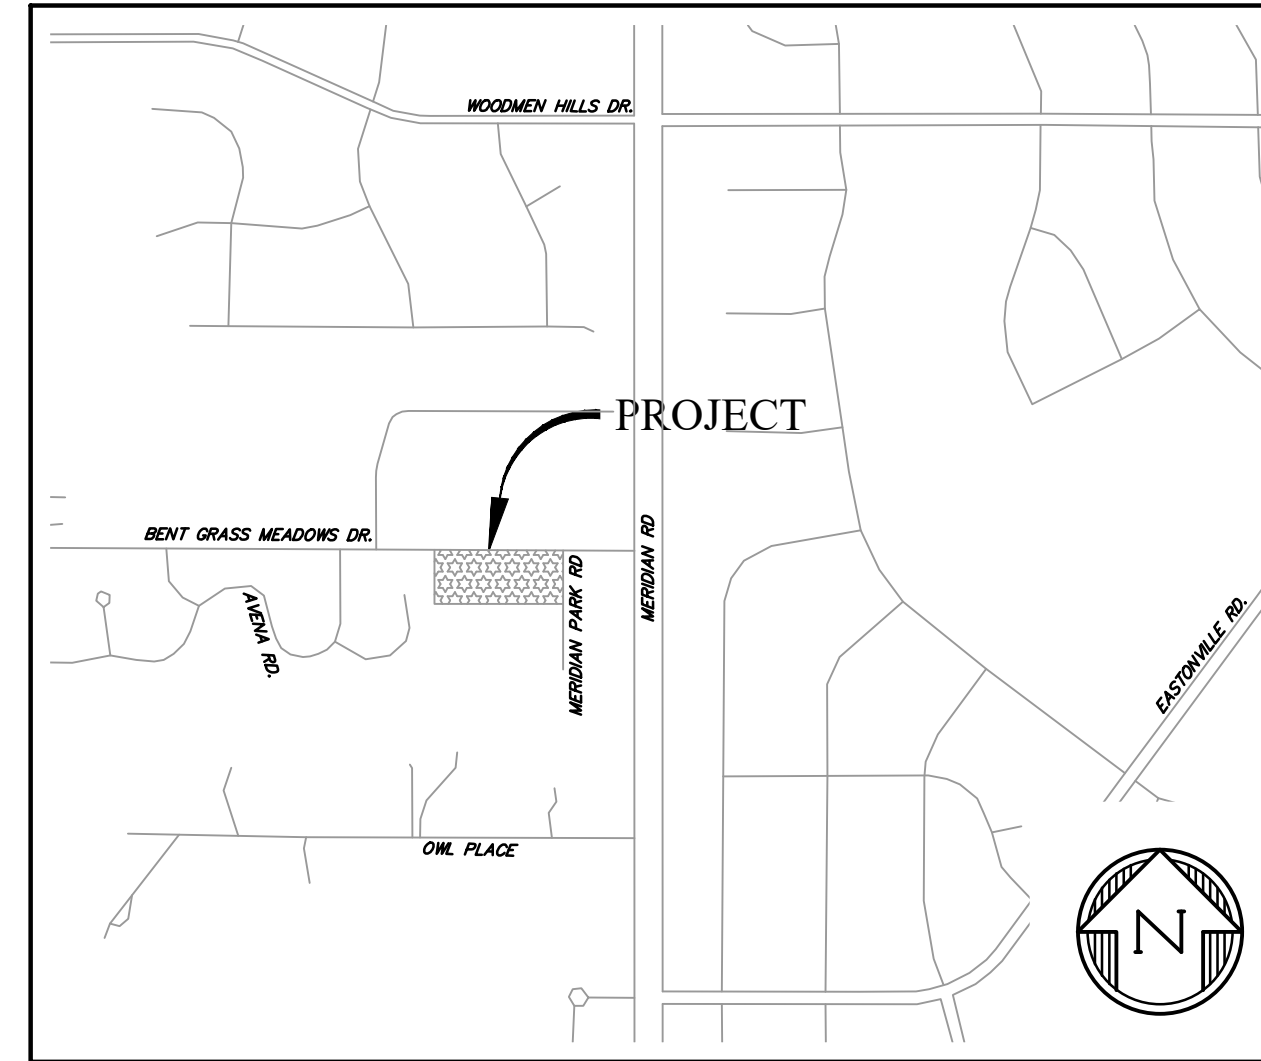 WOODMEN HILLS DR.
PROJECT
BENT GRASS MEADOWS DR.
MERIDIAN RD
MERIDIAN PARK RD
AVENA RD.
EASTONVILLE RD.
OWL PLACE
N